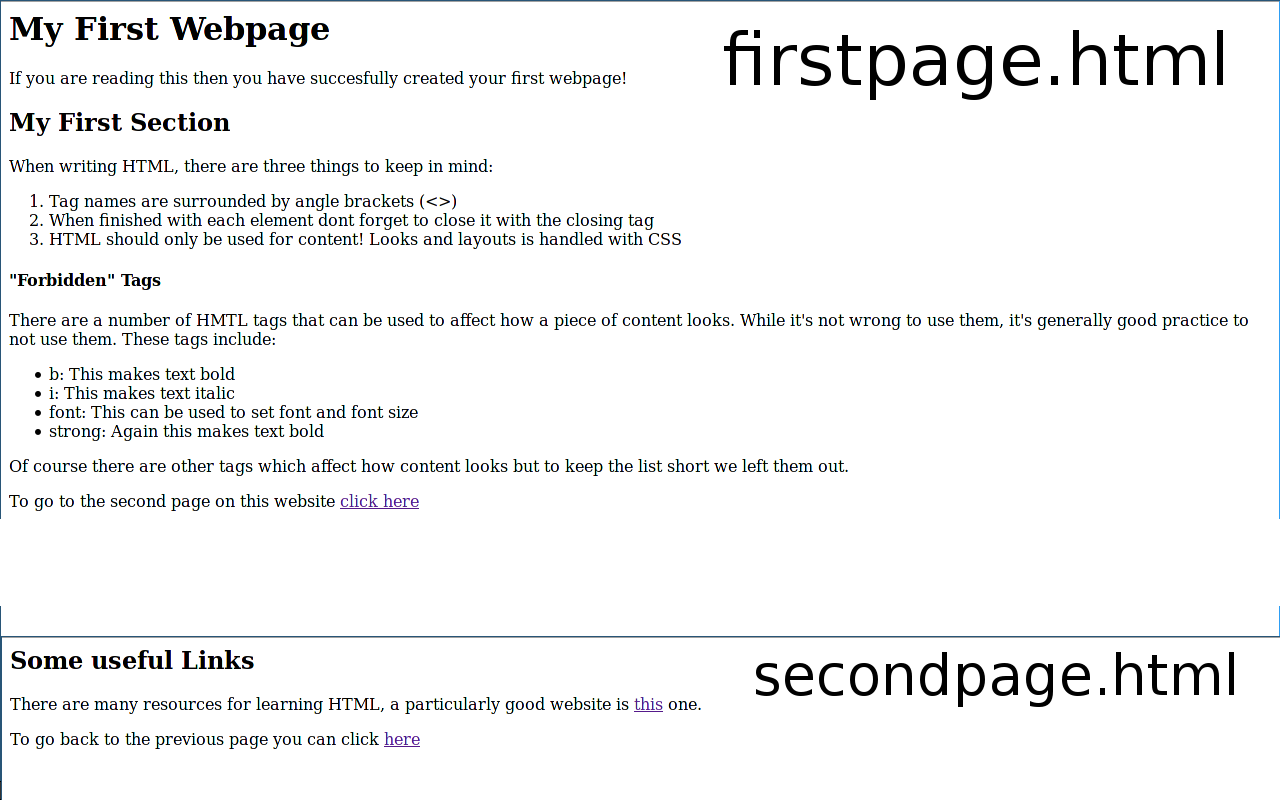 My First Webpage
firstpage.html
If you are reading this then you have succesfully created your first webpage!
My First Section
When writing HTML, there are three things to keep in mind:
1. Tag names are surrounded by angle brackets (<>)
2. When finished with each element dont forget to close it with the closing tag
3. HTML should only be used for content! Looks and layouts is handled with CSS
"Forbidden" Tags
There are a number of HMTL tags that can be used to affect how a piece of content looks. While it's not wrong to use them, it's generally good practice to
not use them. These tags include:
• b: This makes text bold
• i: This makes text italic
• font: This can be used to set font and font size
• strong: Again this makes text bold
Of course there are other tags which affect how content looks but to keep the list short we left them out.
To go to the second page on this website click here
Some useful Links
secondpage.html
There are many resources for learning HTML, a particularly good website is this one.
To go back to the previous page you can click here